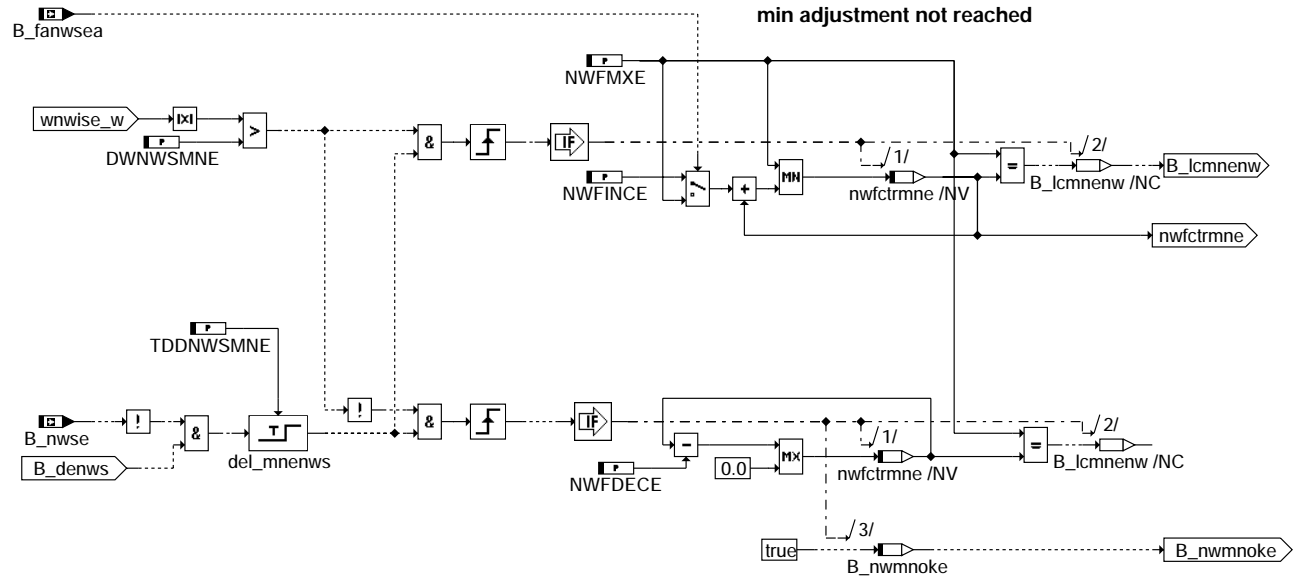 min adjustment not reached
B_fanwsea
P
NWFMXE
wnwise_w
|X|
>
P
DWNWSMNE
&
IF
1/
2/
=
B_lcmnenw /NC
B_lcmnenw
P
NWFINCE
+
MN
nwfctrmne /NV
nwfctrmne
P
TDDNWSMNE
B_nwse
!
&
T
del_mnenws
B_denws
!
&
IF
-
P
NWFDECE
0.0
MX
1/
nwfctrmne /NV
2/
=
B_lcmnenw /NC
3/
true
B_nwmnoke
B_nwmnoke